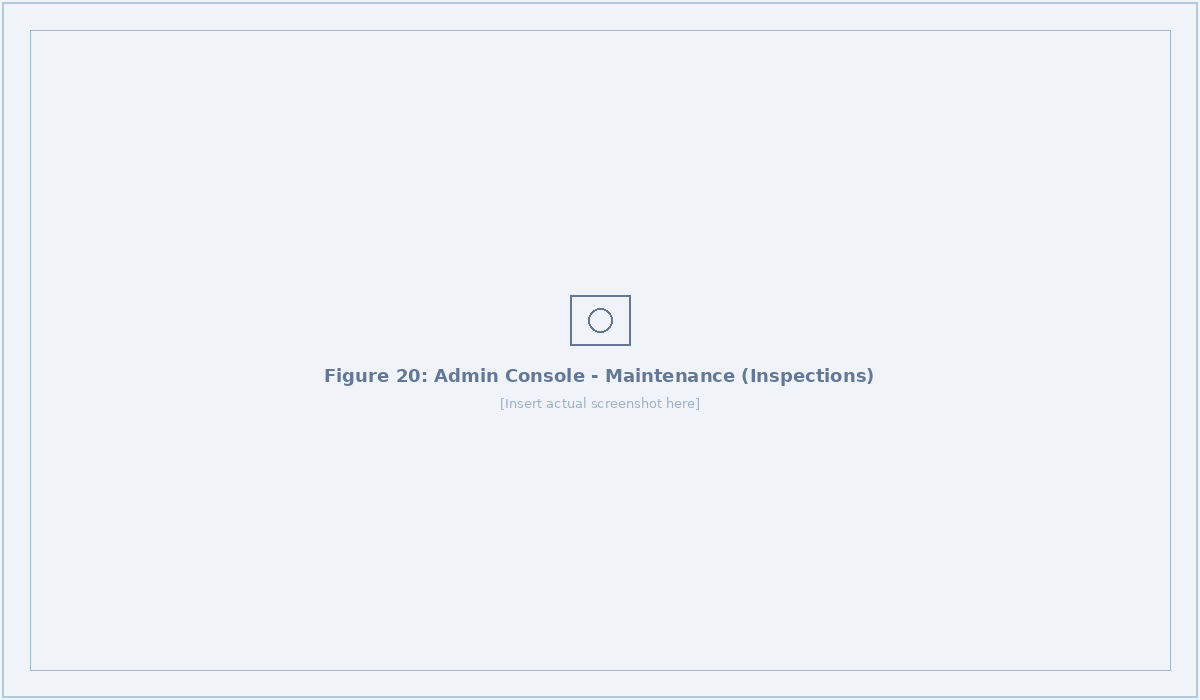 Figure 20: Admin Console - Maintenance (Inspections)
[Insert actual screenshot here]